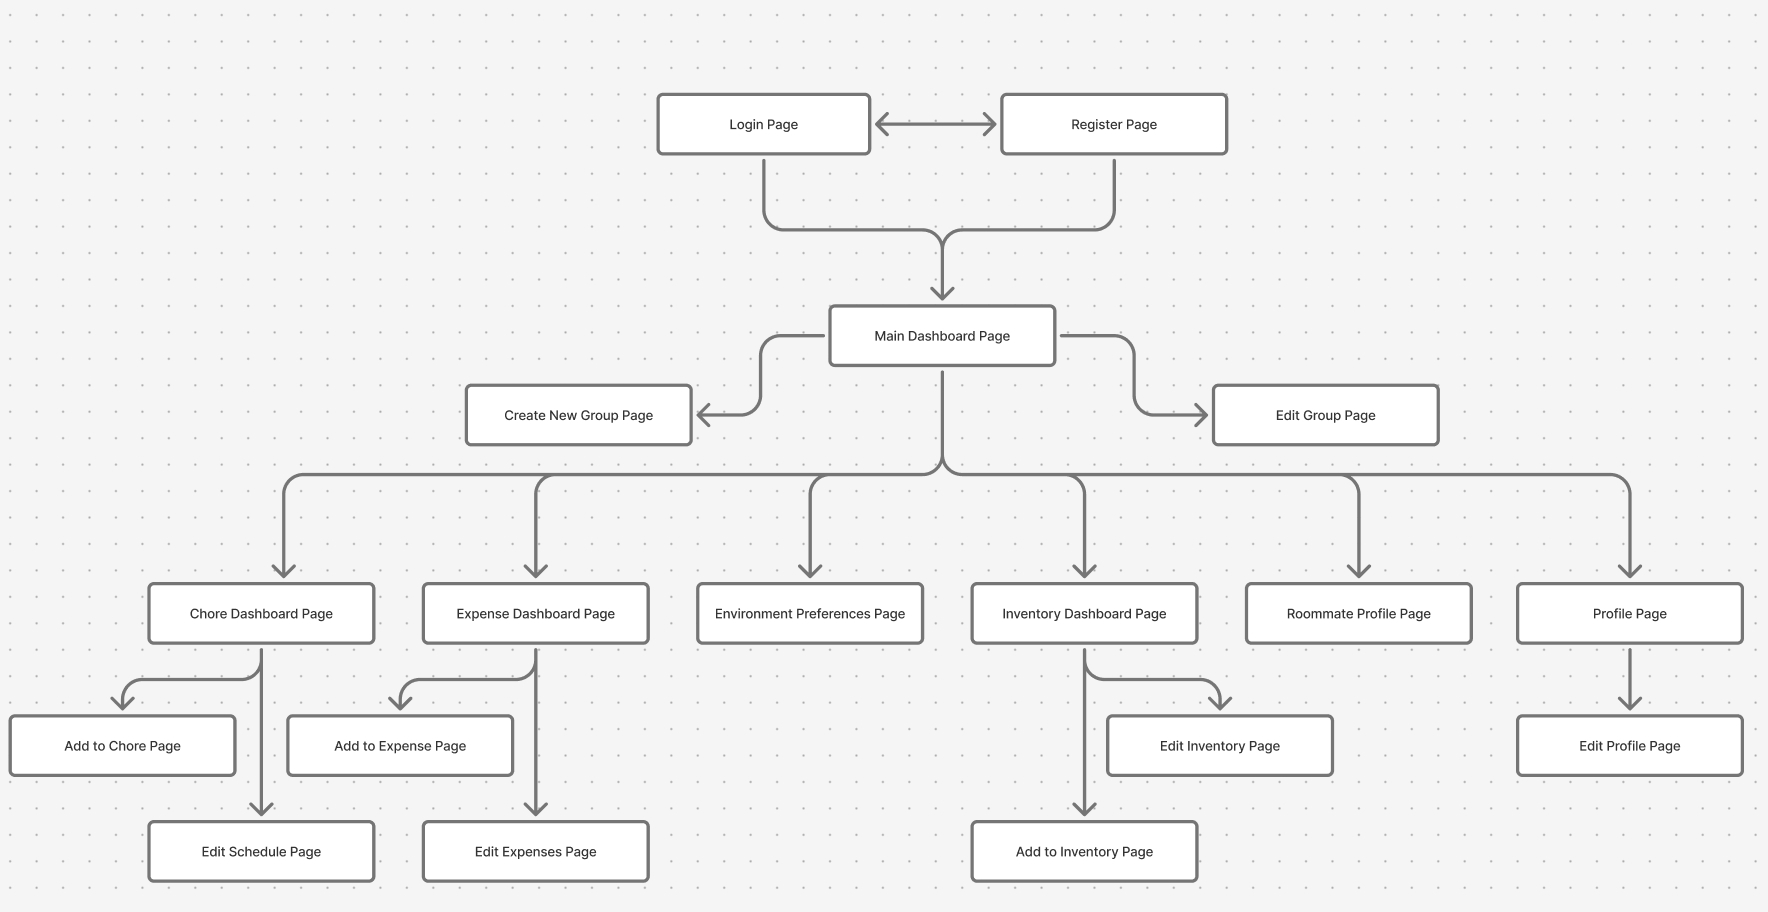 Login Page
Register Page
Main Dashboard Page
Create New Group Page
Edit Group Page
Chore Dashboard Page
Expense Dashboard Page
Environment Preferences Page
Inventory Dashboard Page
Roommate Profile Page
Profile Page
Add to Chore Page
Add to Expense Page
Edit Inventory Page
Edit Profile Page
Edit Schedule Page
Edit Expenses Page
Add to Inventory Page